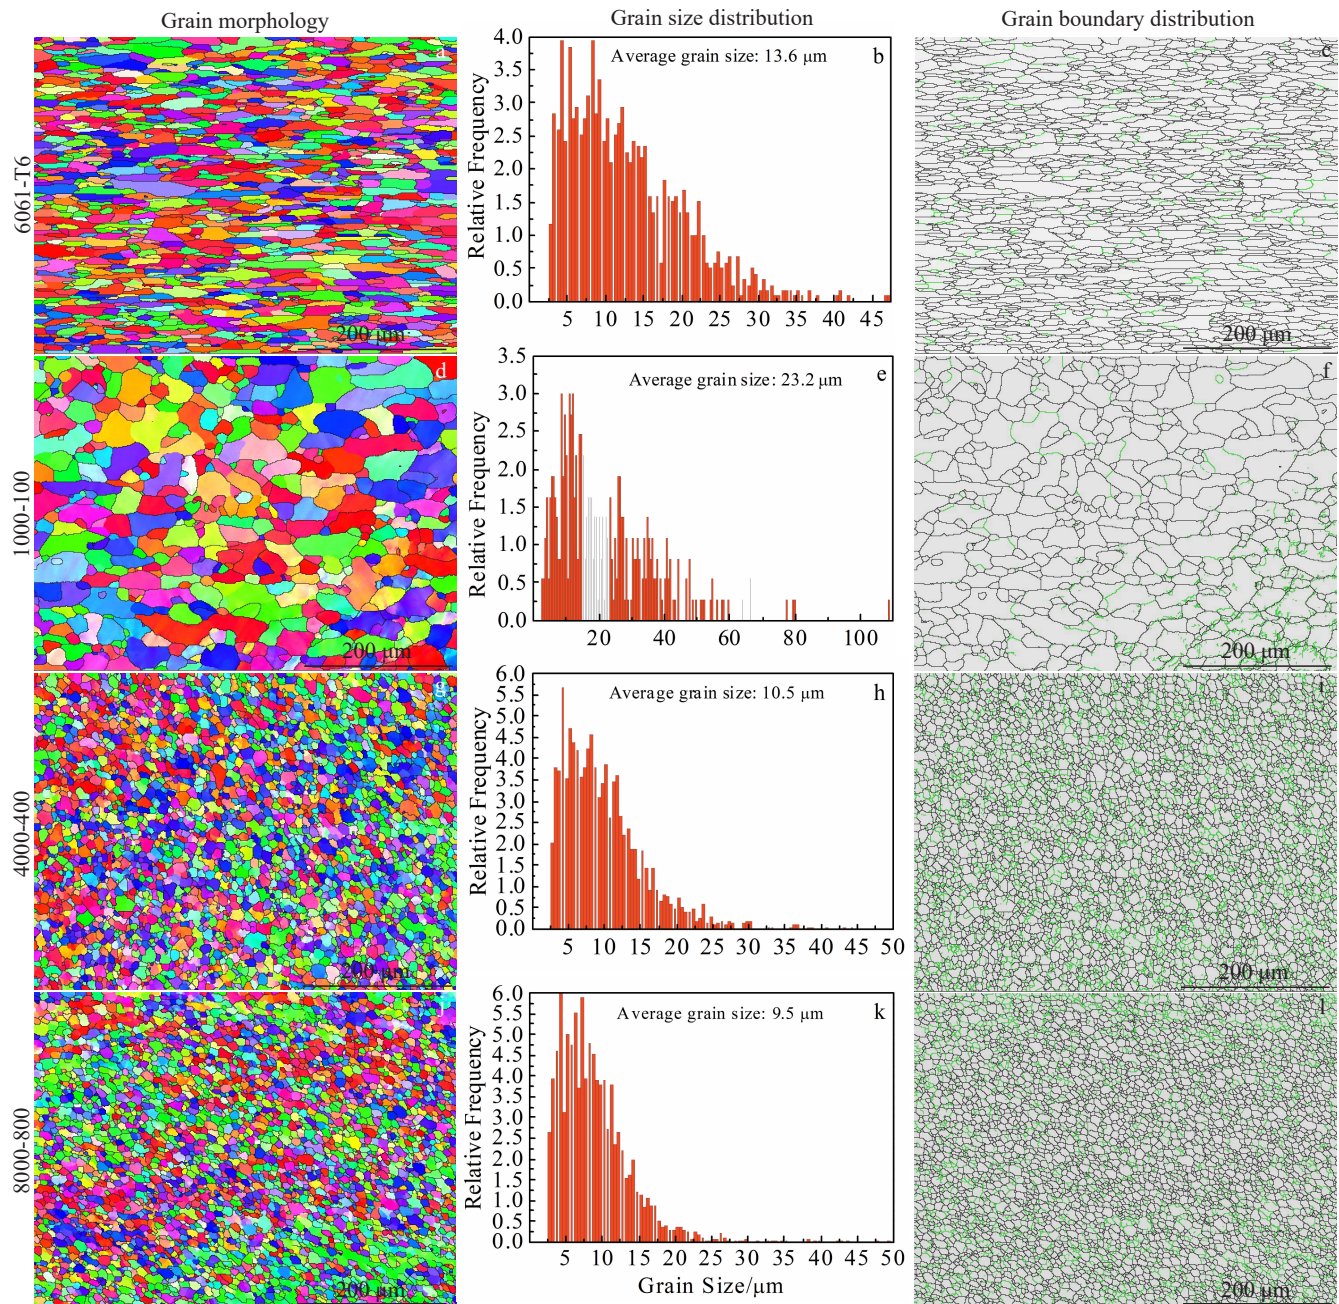 Grain morphology
Grain size distribution
Grain boundary distribution
6061-T6
a
200 μm
Relative Frequency
4.0
3.5
3.0
2.5
2.0
1.5
1.0
0.5
0.0
Average grain size: 13.6 μm
b
5 10 15 20 25 30 35 40 45
c
200 μm
1000-100
d
200 μm
Relative Frequency
3.5
3.0
2.5
2.0
1.5
1.0
0.5
0.0
Average grain size: 23.2 μm
e
20 40 60 80 100
f
200 μm
4000-400
g
200 μm
Relative Frequency
6.0
5.5
5.0
4.5
4.0
3.5
3.0
2.5
2.0
1.5
1.0
0.5
0.0
Average grain size: 10.5 μm
h
5 10 15 20 25 30 35 40 45 50
i
200 μm
8000-800
j
200 μm
Relative Frequency
6.0
5.5
5.0
4.5
4.0
3.5
3.0
2.5
2.0
1.5
1.0
0.5
0.0
Average grain size: 9.5 μm
k
5 10 15 20 25 30 35 40 45 50
Grain Size/μm
l
200 μm